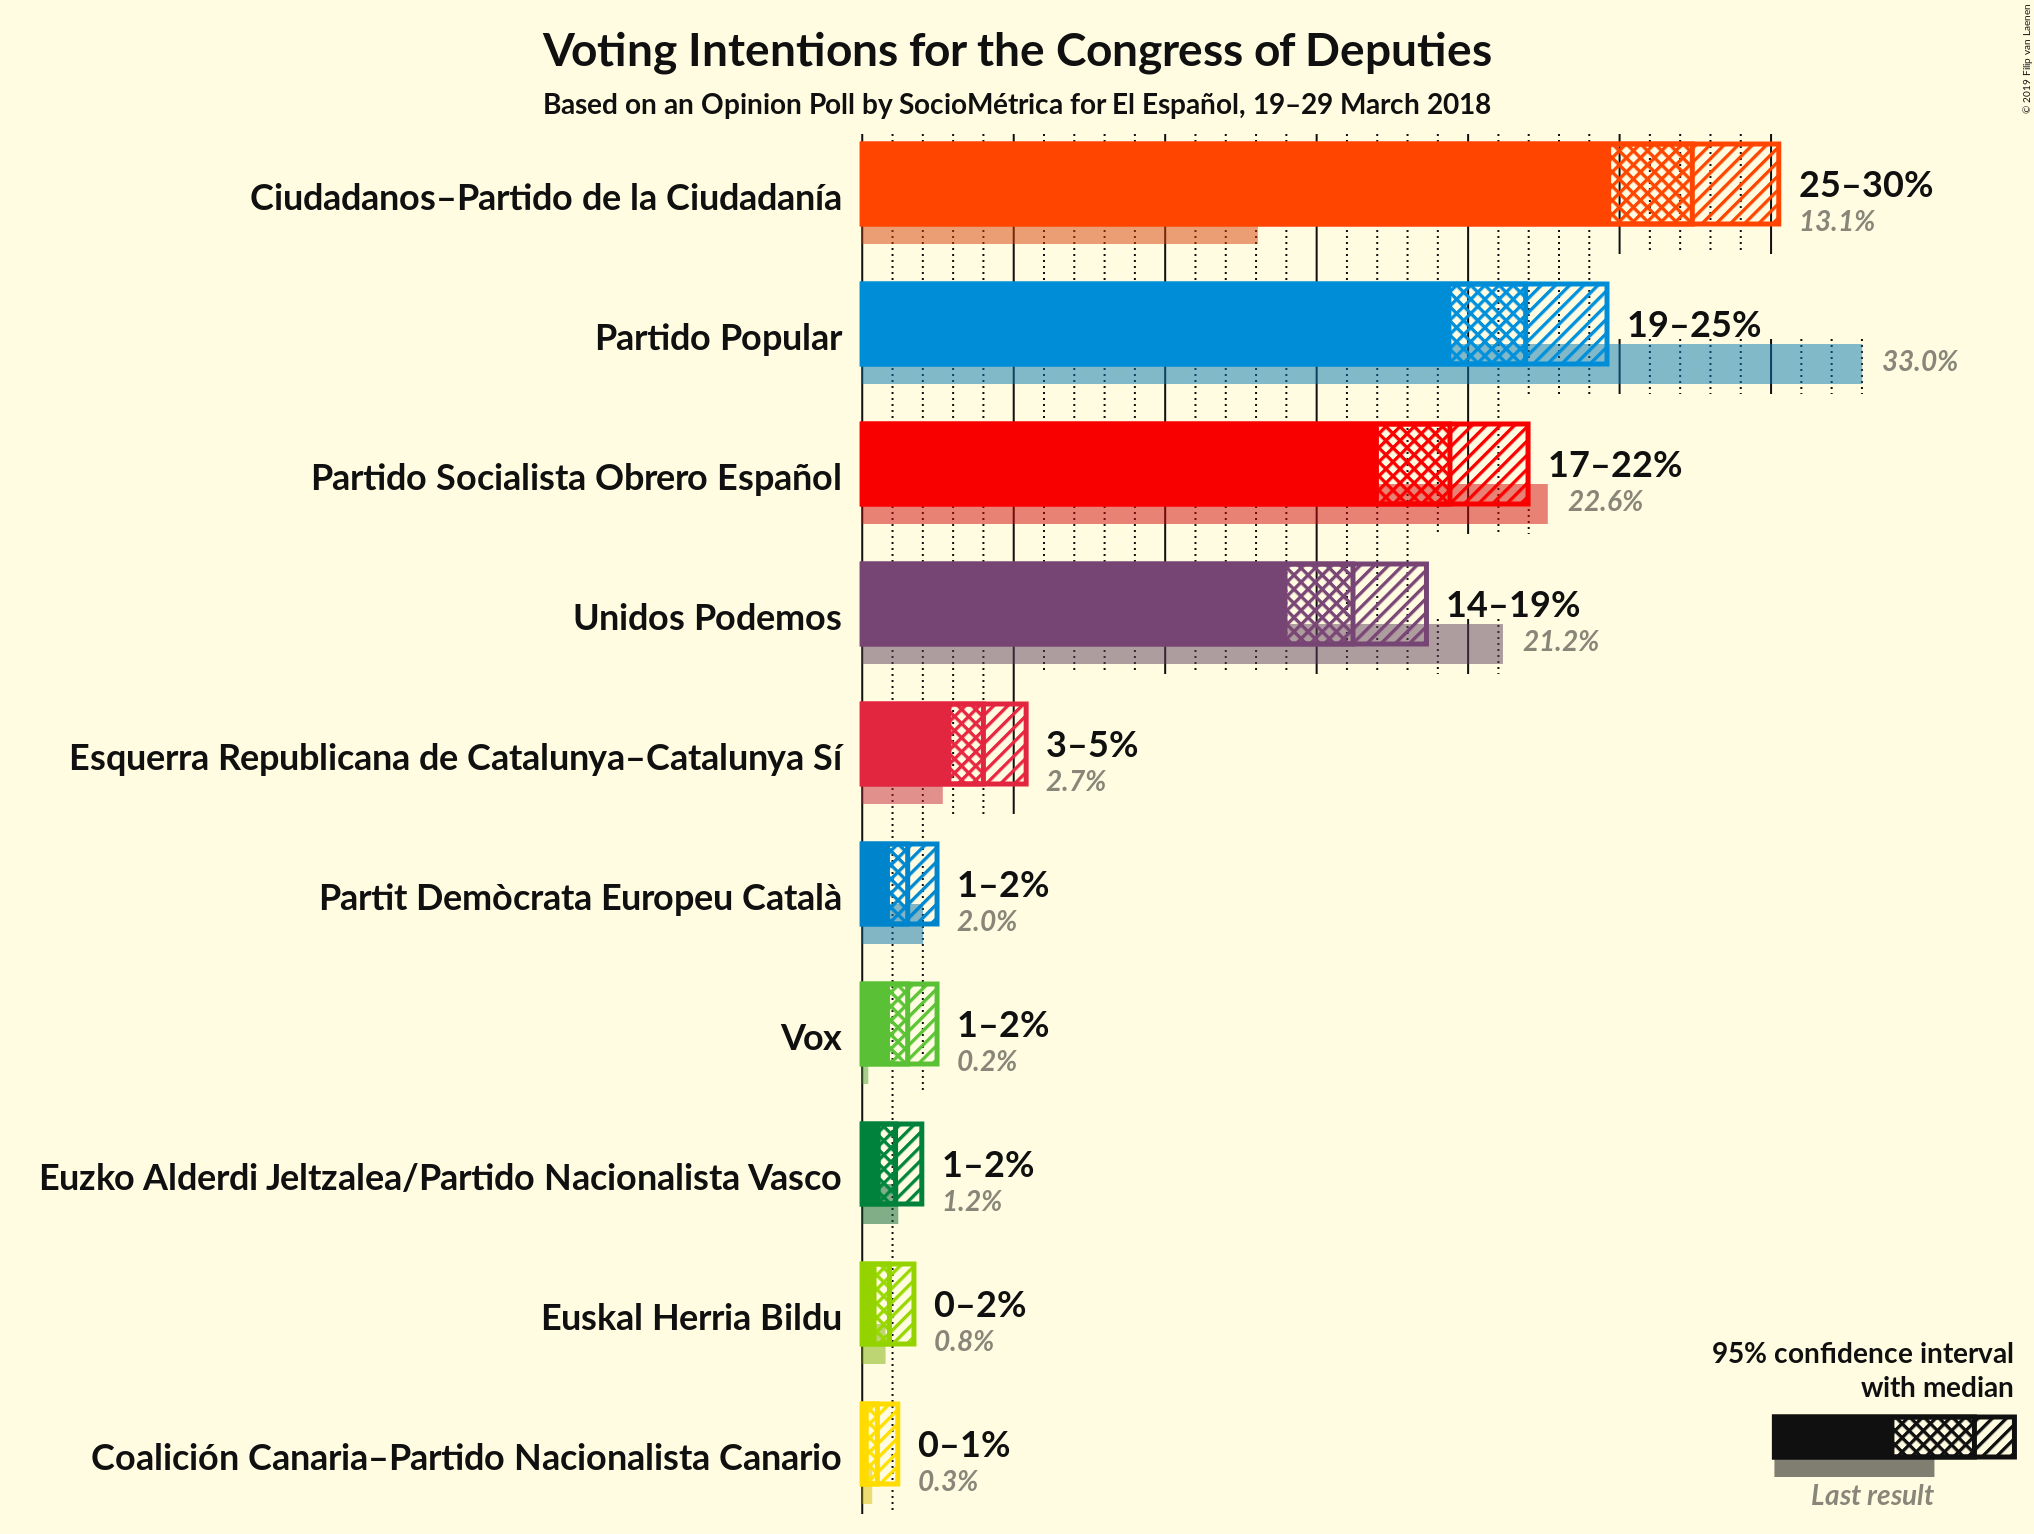 Voting Intentions for the Congress of Deputies
Based on an Opinion Poll by SocioMétrica for El Español, 19–29 March 2018
© 2019 Filip van Laenen
Ciudadanos–Partido de la Ciudadanía
25–30%
13.1%
Partido Popular
19–25%
33.0%
Partido Socialista Obrero Español
17–22%
22.6%
Unidos Podemos
14–19%
21.2%
Esquerra Republicana de Catalunya–Catalunya Sí
3–5%
2.7%
Partit Demòcrata Europeu Català
1–2%
2.0%
Vox
1–2%
0.2%
Euzko Alderdi Jeltzalea/Partido Nacionalista Vasco
1–2%
1.2%
Euskal Herria Bildu
0–2%
0.8%
Coalición Canaria–Partido Nacionalista Canario
0–1%
0.3%
95% confidence interval
with median
Last result